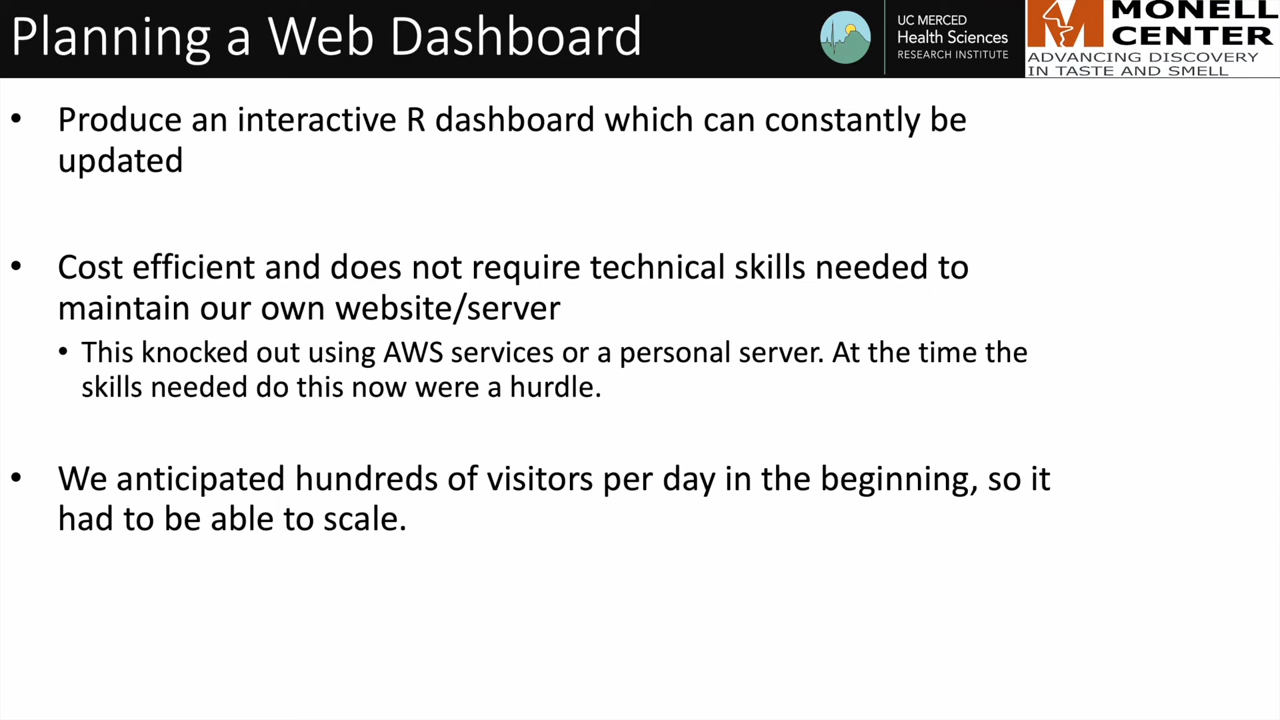 Planning a Web Dashboard
UC MERCED
Health Sciences
RESEARCH INSTITUTE
MONELL
CENTER
ADVANCING DISCOVERY
IN TASTE AND SMELL
• Produce an interactive R dashboard which can constantly be
updated
• Cost efficient and does not require technical skills needed to
maintain our own website/server
• This knocked out using AWS services or a personal server. At the time the
skills needed do this now were a hurdle.
• We anticipated hundreds of visitors per day in the beginning, so it
had to be able to scale.